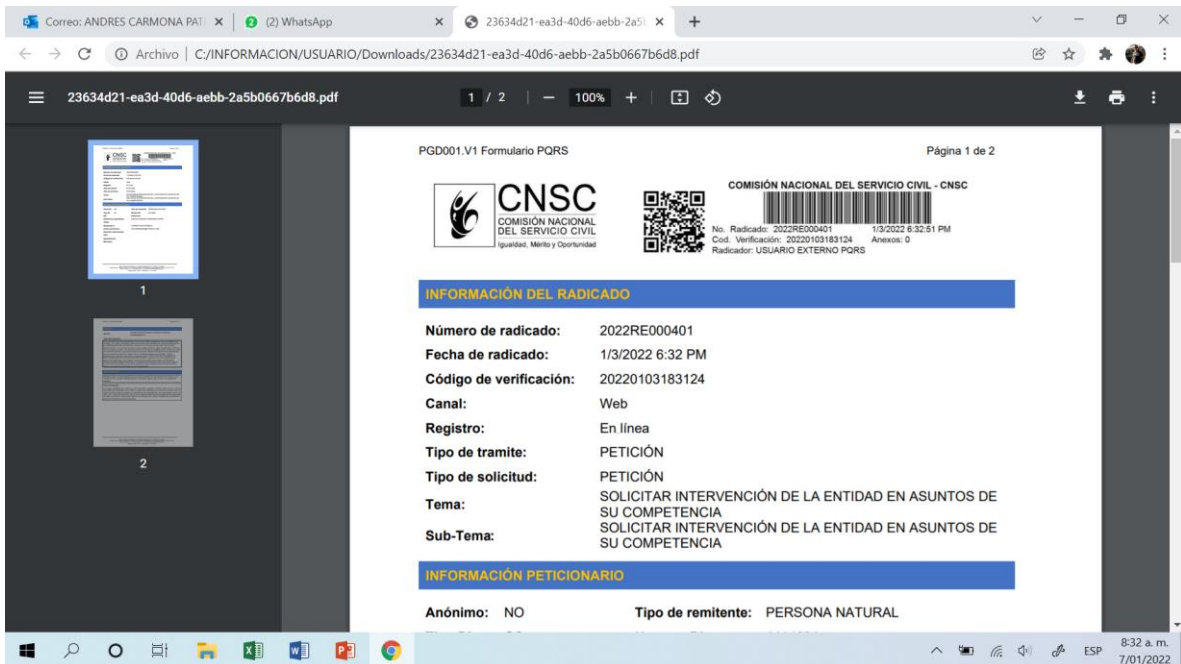 Correo: ANDRES CARMONA PATI
(2) WhatsApp
23634d21-ea3d-40d6-aebb-2a5b
Archivo | C:/INFORMACION/USUARIO/Downloads/23634d21-ea3d-40d6-aebb-2a5b0667b6d8.pdf
23634d21-ea3d-40d6-aebb-2a5b0667b6d8.pdf
1 / 2 | — 100% +
1
2
PGD001.V1 Formulario PQRS Página 1 de 2
CNSC
COMISIÓN NACIONAL
DEL SERVICIO CIVIL
Igualdad, Mérito y Oportunidad
COMISIÓN NACIONAL DEL SERVICIO CIVIL - CNSC
No. Radicado: 2022RE000401 1/3/2022 6:32:51 PM
Cod. Verificación: 20220103183124 Anexos: 0
Radicador: USUARIO EXTERNO PQRS
INFORMACIÓN DEL RADICADO
Número de radicado: 2022RE000401
Fecha de radicado: 1/3/2022 6:32 PM
Código de verificación: 20220103183124
Canal: Web
Registro: En línea
Tipo de tramite: PETICIÓN
Tipo de solicitud: PETICIÓN
Tema: SOLICITAR INTERVENCIÓN DE LA ENTIDAD EN ASUNTOS DE
SU COMPETENCIA
Sub-Tema: SOLICITAR INTERVENCIÓN DE LA ENTIDAD EN ASUNTOS DE
SU COMPETENCIA
INFORMACIÓN PETICIONARIO
Anónimo: NO Tipo de remitente: PERSONA NATURAL
ESP
8:32 a. m.
7/01/2022